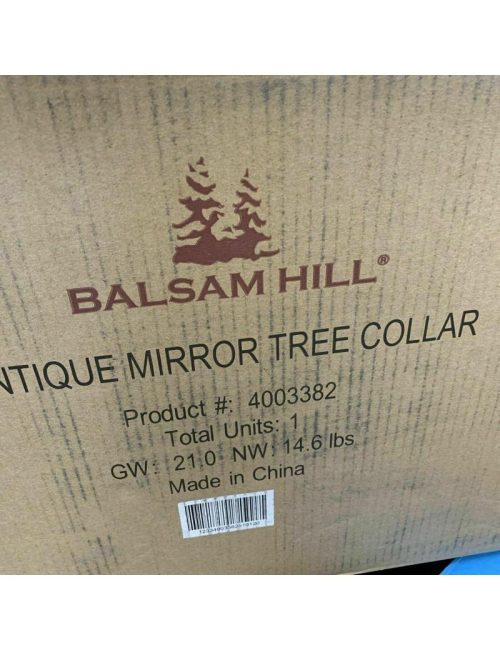 BALSAM HILL®
NTIQUE MIRROR TREE COLLAR
Product #: 4003382
Total Units: 1
GW: 21.0 NW: 14.6 lbs
Made in China